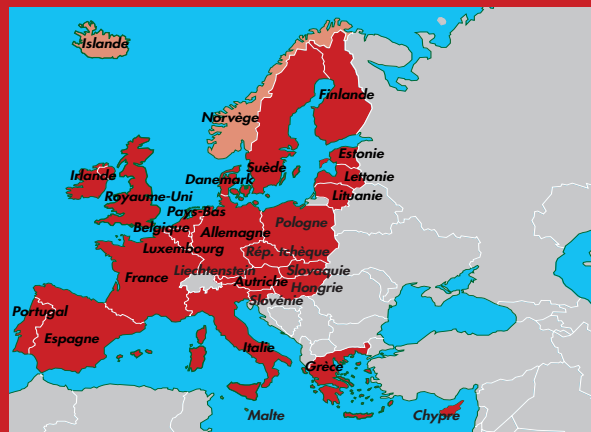 Islande
Finlande
Norvège
Estonie
Suède
Irlande
Lettonie
Danemark
Lituanie
Royaume-Uni
Pays-Bas
Pologne
Belgique
Allemagne
Luxembourg
Rép. tchèque
Liechtenstein
Slovaquie
France
Autriche
Hongrie
Slovénie
Portugal
Italie
Espagne
Grèce
Malte
Chypre